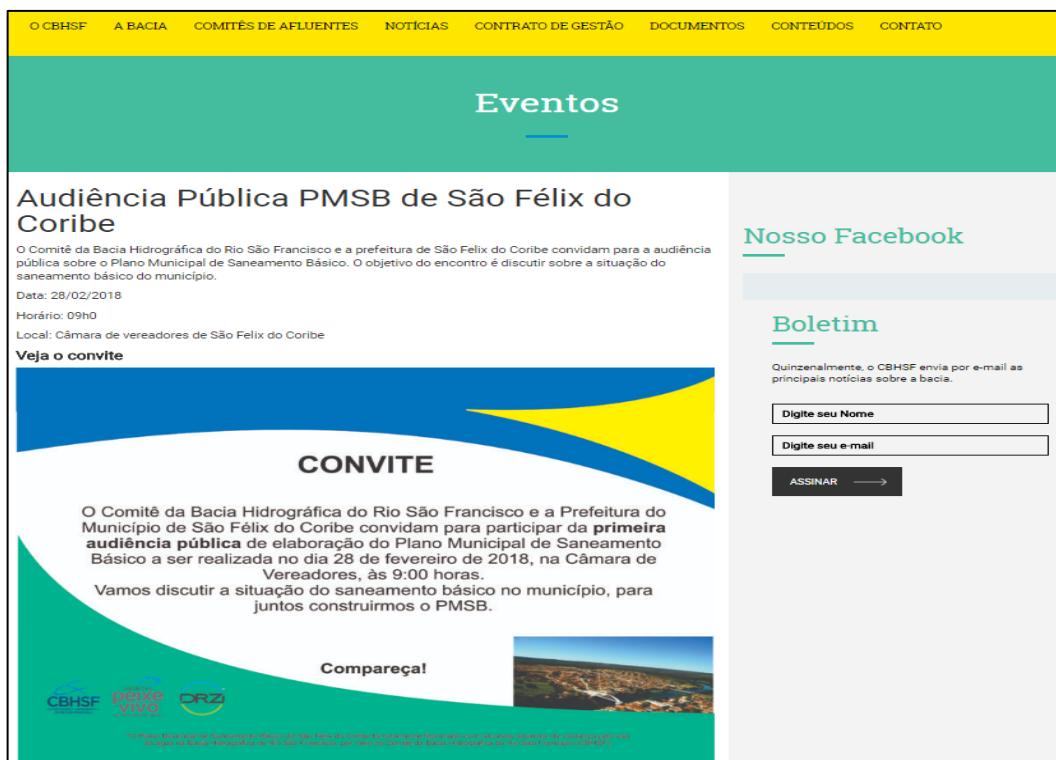 O CBHSF A BACIA COMITÊS DE AFLUENTES NOTÍCIAS CONTRATO DE GESTÃO DOCUMENTOS CONTEÚDOS CONTATO
Eventos
Audiência Pública PMSB de São Félix do
Coribe
O Comitê da Bacia Hidrográfica do Rio São Francisco e a prefeitura de São Felix do Coribe convidam para a audiência
pública sobre o Plano Municipal de Saneamento Básico. O objetivo do encontro é discutir sobre a situação do
saneamento básico do município.
Data: 28/02/2018
Horário: 09h0
Local: Câmara de vereadores de São Felix do Coribe
Veja o convite
CONVITE
O Comitê da Bacia Hidrográfica do Rio São Francisco e a Prefeitura do
Município de São Félix do Coribe convidam para participar da primeira
audiência pública de elaboração do Plano Municipal de Saneamento
Básico a ser realizada no dia 28 de fevereiro de 2018, na Câmara de
Vereadores, às 9:00 horas.
Vamos discutir a situação do saneamento básico no município, para
juntos construirmos o PMSB.
Compareça!
CBHSF peixe vivo DRZ
Nosso Facebook
Boletim
Quinzenalmente, o CBHSF envia por e-mail as
principais notícias sobre a bacia.
Digite seu Nome
Digite seu e-mail
ASSINAR